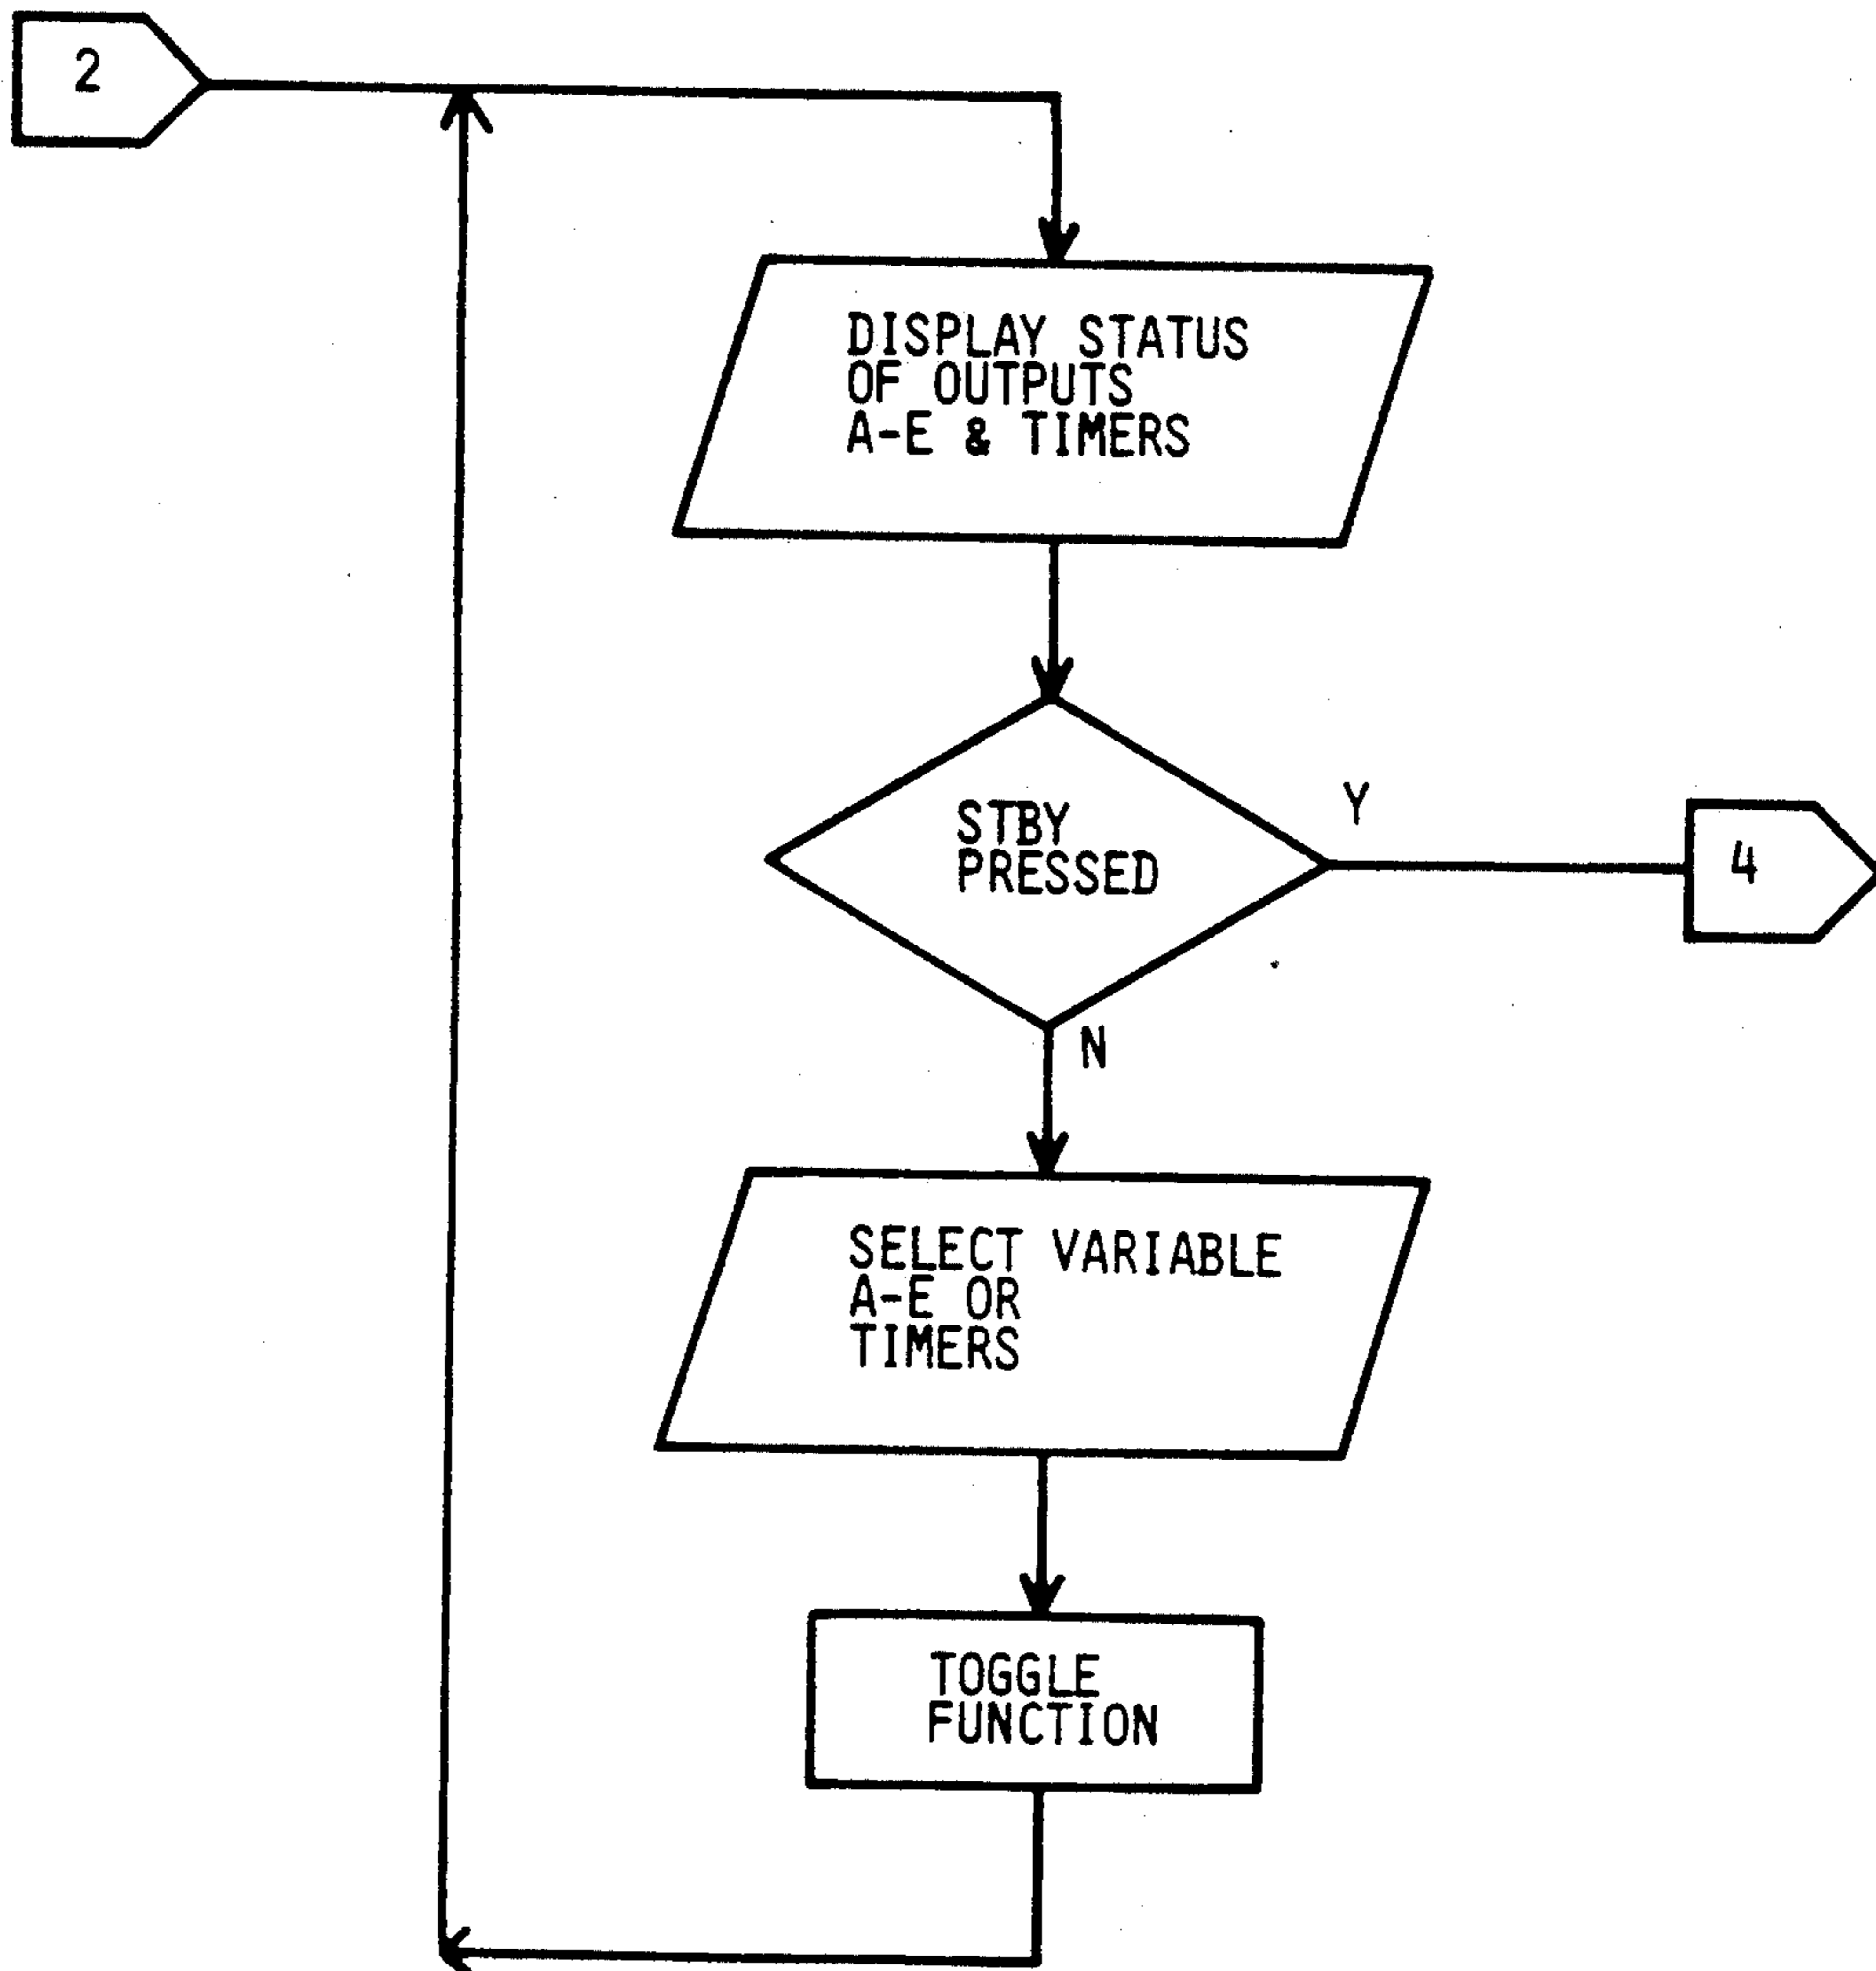 2
DISPLAY STATUS
OF OUTPUTS
A-E & TIMERS
STBY
PRESSED
Y
4
N
SELECT VARIABLE
A-E OR
TIMERS
TOGGLE
FUNCTION